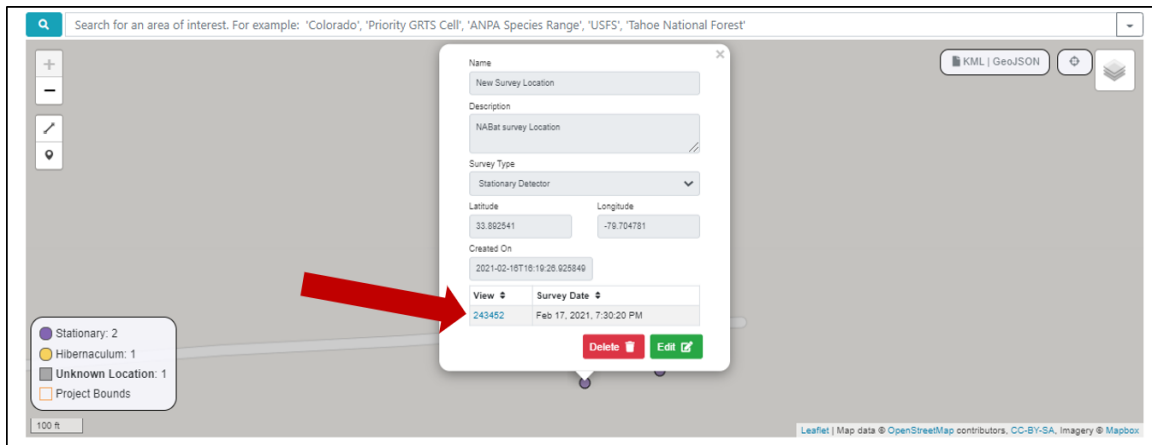 Search for an area of interest. For example: 'Colorado', 'Priority GRTS Cell', 'ANPA Species Range', 'USFS', 'Tahoe National Forest'
KML | GeoJSON
Name
New Survey Location
Description
NABat survey Location
Survey Type
Stationary Detector
Latitude Longitude
33.892541 -79.704781
Created On
2021-02-16T16:19:26.925849
View Survey Date
243452 Feb 17, 2021, 7:30:20 PM
Delete Edit
Stationary: 2
Hibernaculum: 1
Unknown Location: 1
Project Bounds
100 ft
Leaflet | Map data © OpenStreetMap contributors, CC-BY-SA, Imagery © Mapbox